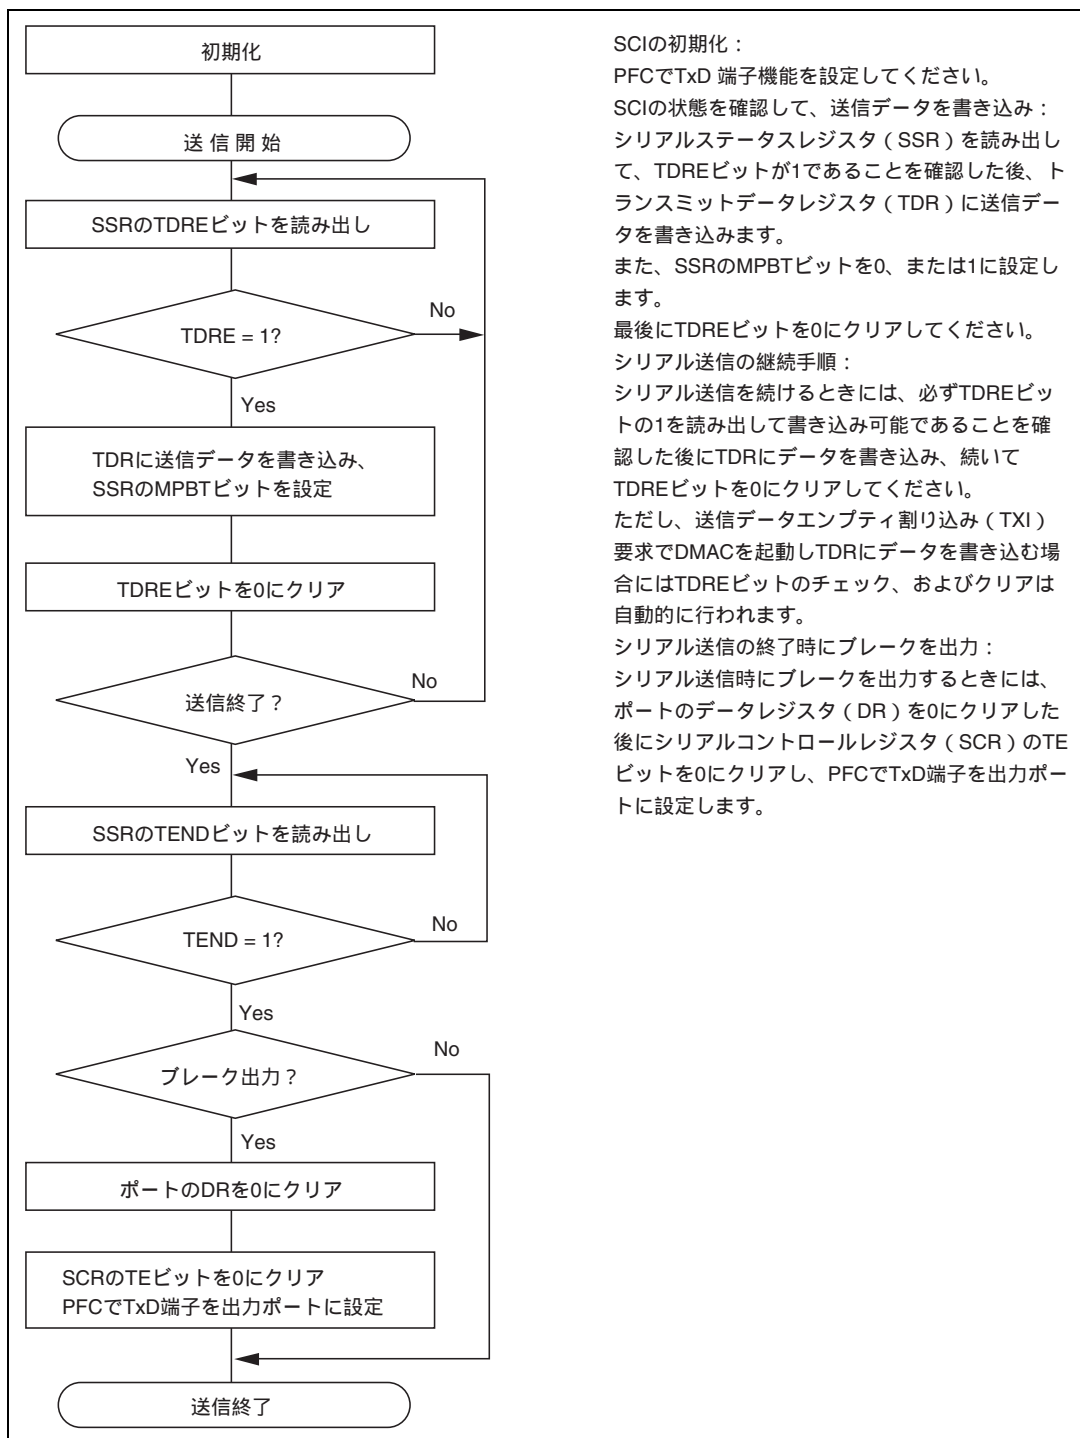 初期化
送 信 開 始
SSRのTDREビットを読み出し
TDRE = 1?
No
Yes
TDRに送信データを書き込み、
SSRのMPBTビットを設定
TDREビットを0にクリア
送信終了？
No
Yes
SSRのTENDビットを読み出し
TEND = 1?
No
Yes
ブレーク出力？
No
Yes
ポートのDRを0にクリア
SCRのTEビットを0にクリア
PFCでTxD端子を出力ポートに設定
送信終了
SCIの初期化：
PFCでTxD 端子機能を設定してください。
SCIの状態を確認して、送信データを書き込み：
シリアルステータスレジスタ（SSR）を読み出し
て、TDREビットが1であることを確認した後、ト
ランスミットデータレジスタ（TDR）に送信デー
タを書き込みます。
また、SSRのMPBTビットを0、または1に設定し
ます。
最後にTDREビットを0にクリアしてください。
シリアル送信の継続手順：
シリアル送信を続けるときには、必ずTDREビッ
トの1を読み出して書き込み可能であることを確
認した後にTDRにデータを書き込み、続いて
TDREビットを0にクリアしてください。
ただし、送信データエンプティ割り込み（TXI）
要求でDMACを起動しTDRにデータを書き込む場
合にはTDREビットのチェック、およびクリアは
自動的に行われます。
シリアル送信の終了時にブレークを出力：
シリアル送信時にブレークを出力するときには、
ポートのデータレジスタ（DR）を0にクリアした
後にシリアルコントロールレジスタ（SCR）のTE
ビットを0にクリアし、PFCでTxD端子を出力ポー
トに設定します。